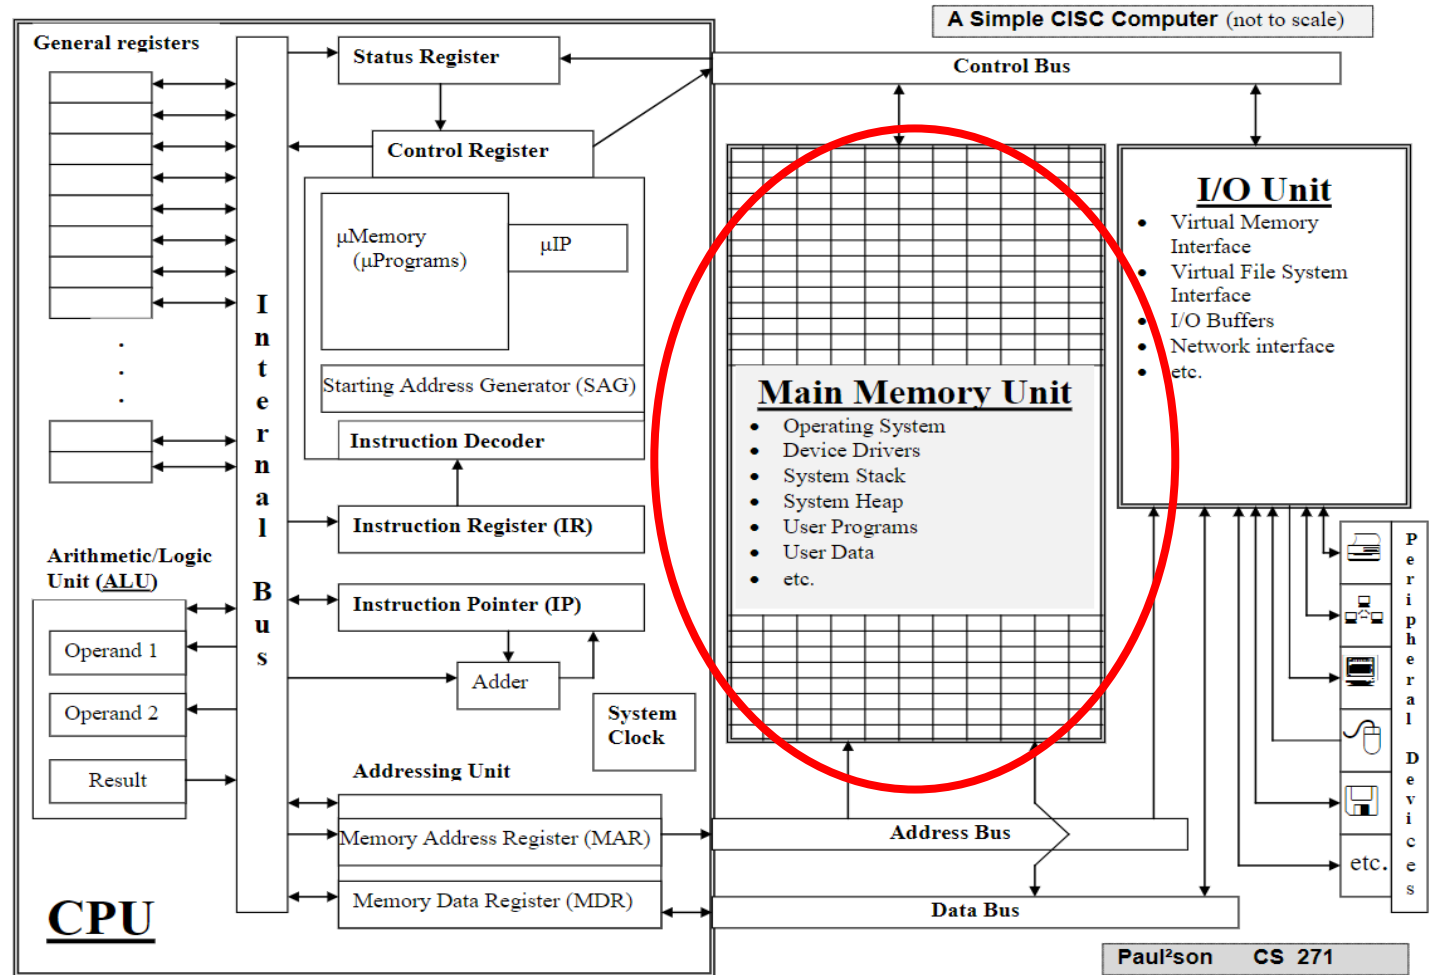 A Simple CISC Computer (not to scale)
General registers
Status Register
Control Bus
Control Register
μMemory
(μPrograms)
μIP
Starting Address Generator (SAG)
Instruction Decoder
Instruction Register (IR)
Instruction Pointer (IP)
Adder
System
Clock
Internal Bus
.
.
.
Arithmetic/Logic
Unit (ALU)
Operand 1
Operand 2
Result
Addressing Unit
Memory Address Register (MAR)
Memory Data Register (MDR)
CPU
Main Memory Unit
• Operating System
• Device Drivers
• System Stack
• System Heap
• User Programs
• User Data
• etc.
I/O Unit
• Virtual Memory
Interface
• Virtual File System
Interface
• I/O Buffers
• Network interface
• etc.
Peripheral Devices
etc.
Address Bus
Data Bus
Paul²son CS 271